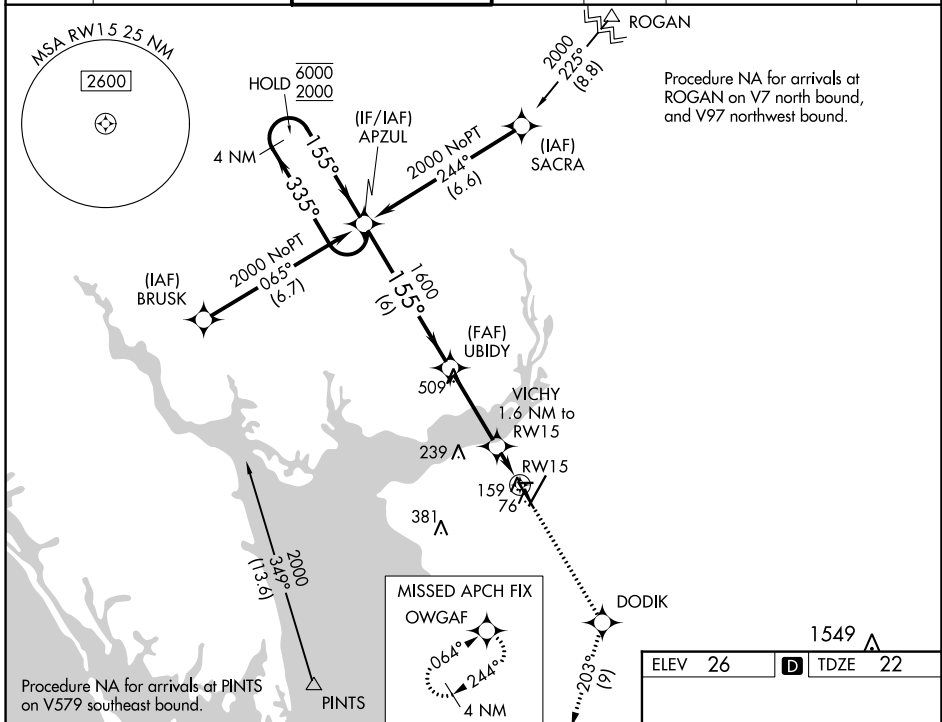 MSA RW15 25 NM
2600
HOLD
6000
2000
4 NM
155°
335°
(IF/IAF)
APZUL
ROGAN
2000
225°
(8.8)
Procedure NA for arrivals at
ROGAN on V7 north bound,
and V97 northwest bound.
(IAF)
SACRA
2000 NoPT
244°
(6.6)
2000 NoPT
065°
(6.7)
(IAF)
BRUSK
1600
155°
(6)
(FAF)
UBIDY
509
VICHY
1.6 NM to
RW15
239
RW15
159
76
381
2000
349°
(13.6)
MISSED APCH FIX
OWGAF
064°
244°
4 NM
DODIK
203°
(9)
1549
ELEV 26 D TDZE 22
Procedure NA for arrivals at PINTS
on V579 southeast bound.
PINTS